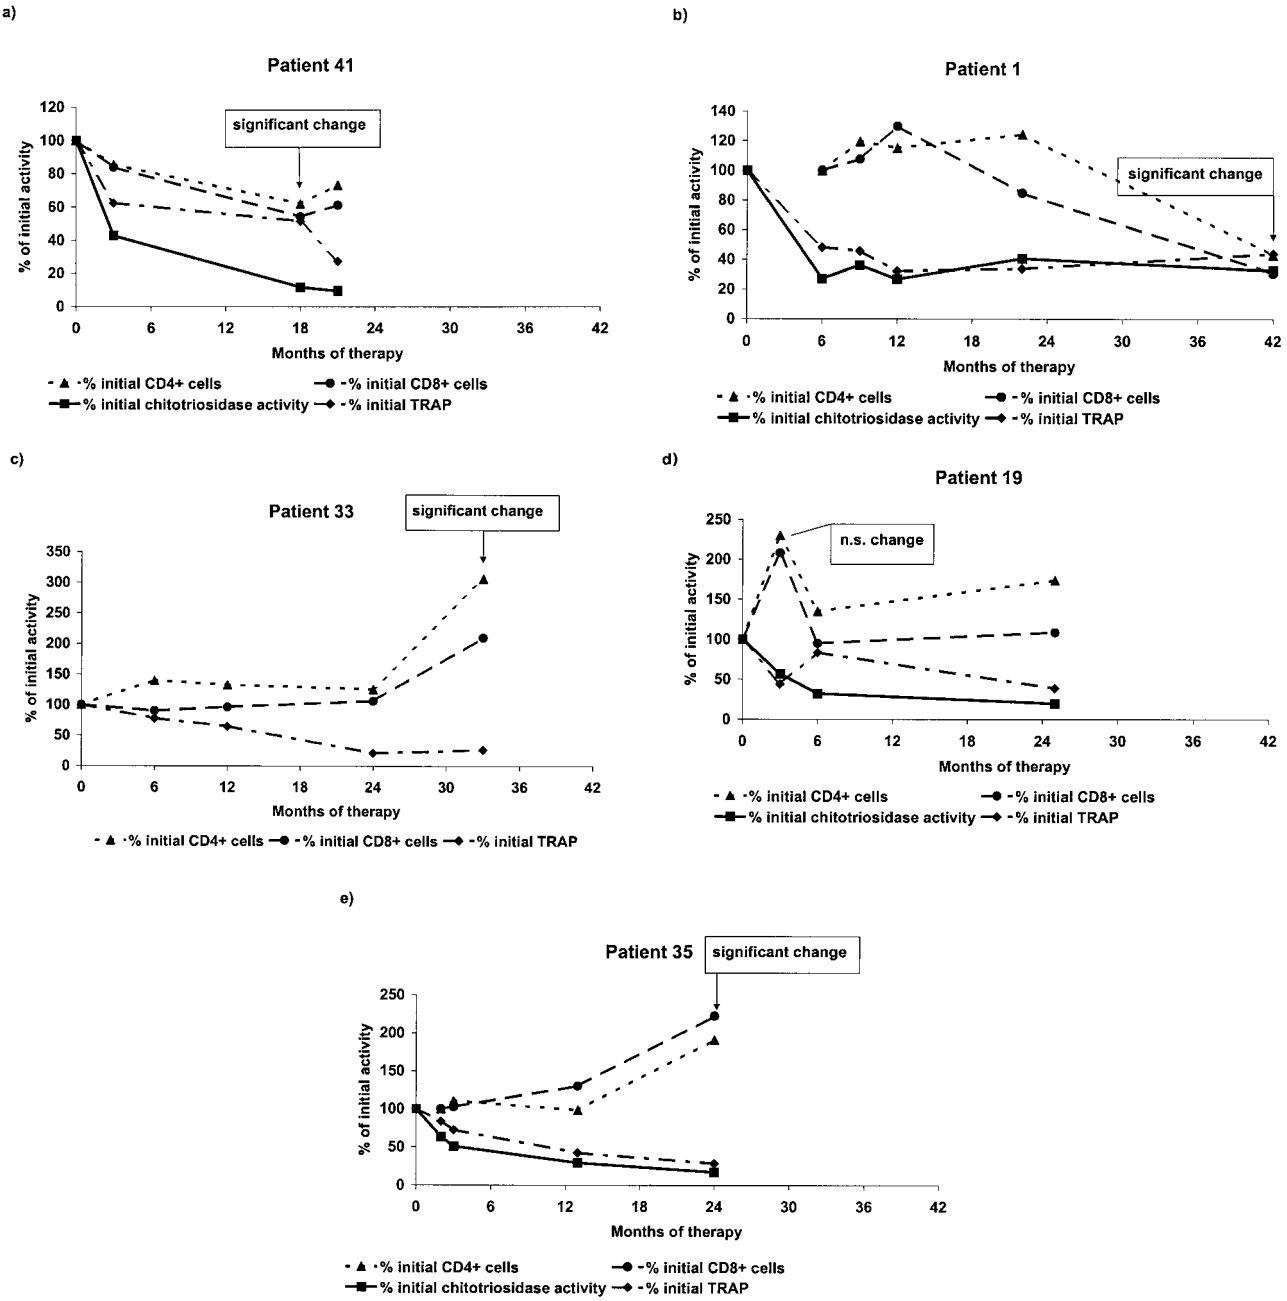 a)
Patient 41
% of initial activity
120
100
80
60
40
20
0
significant change
0 6 12 18 24 30 36 42
Months of therapy
% initial CD4+ cells
% initial CD8+ cells
% initial chitotriosidase activity
% initial TRAP
b)
Patient 1
% of initial activity
140
120
100
80
60
40
20
0
significant change
0 6 12 18 24 30 36 42
Months of therapy
% initial CD4+ cells
% initial CD8+ cells
% initial chitotriosidase activity
% initial TRAP
c)
Patient 33
significant change
% of initial activity
350
300
250
200
150
100
50
0
0 6 12 18 24 30 36 42
Months of therapy
% initial CD4+ cells
% initial CD8+ cells
% initial TRAP
d)
Patient 19
% of initial activity
250
200
150
100
50
0
n.s. change
0 6 12 18 24 30 36 42
Months of therapy
% initial CD4+ cells
% initial CD8+ cells
% initial chitotriosidase activity
% initial TRAP
e)
Patient 35
significant change
% of initial activity
250
200
150
100
50
0
0 6 12 18 24 30 36 42
Months of therapy
% initial CD4+ cells
% initial CD8+ cells
% initial chitotriosidase activity
% initial TRAP